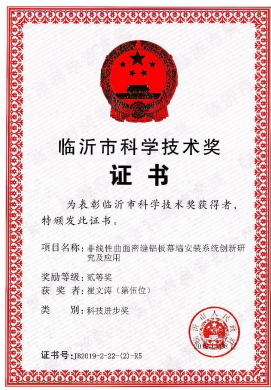 临沂市科学技术奖
证书
为表彰临沂市科学技术奖获得者，
特颁发此证书。
项目名称：非线性曲面密缝铝板幕墙安装系统创新研
究及应用
奖励等级：贰等奖
获奖者：崔文涛（第伍位）
类别：科技进步奖
证书号：JB2019-2-22-(2)-R5